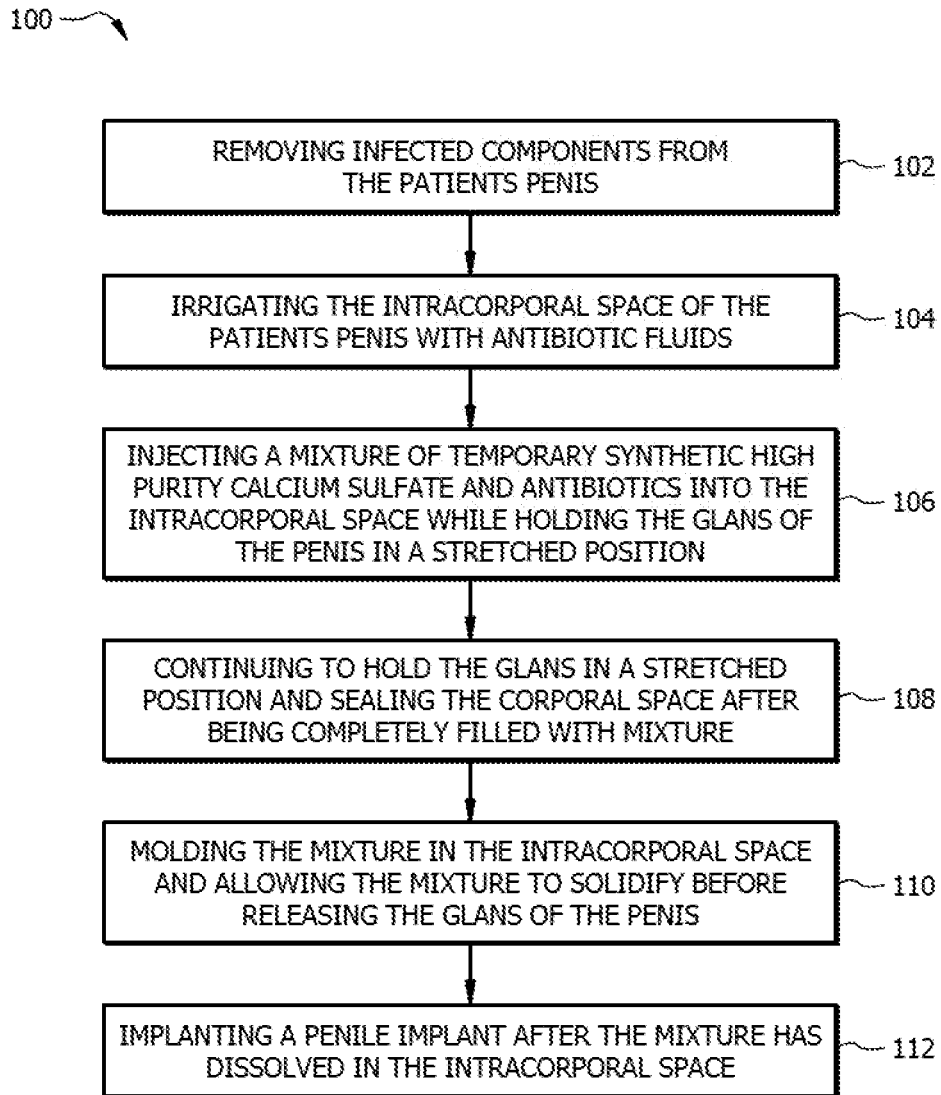 100
REMOVING INFECTED COMPONENTS FROM
THE PATIENTS PENIS
102
IRRIGATING THE INTRACORPORAL SPACE OF THE
PATIENTS PENIS WITH ANTIBIOTIC FLUIDS
104
INJECTING A MIXTURE OF TEMPORARY SYNTHETIC HIGH
PURITY CALCIUM SULFATE AND ANTIBIOTICS INTO THE
INTRACORPORAL SPACE WHILE HOLDING THE GLANS OF
THE PENIS IN A STRETCHED POSITION
106
CONTINUING TO HOLD THE GLANS IN A STRETCHED
POSITION AND SEALING THE CORPORAL SPACE AFTER
BEING COMPLETELY FILLED WITH MIXTURE
108
MOLDING THE MIXTURE IN THE INTRACORPORAL SPACE
AND ALLOWING THE MIXTURE TO SOLIDIFY BEFORE
RELEASING THE GLANS OF THE PENIS
110
IMPLANTING A PENILE IMPLANT AFTER THE MIXTURE HAS
DISSOLVED IN THE INTRACORPORAL SPACE
112